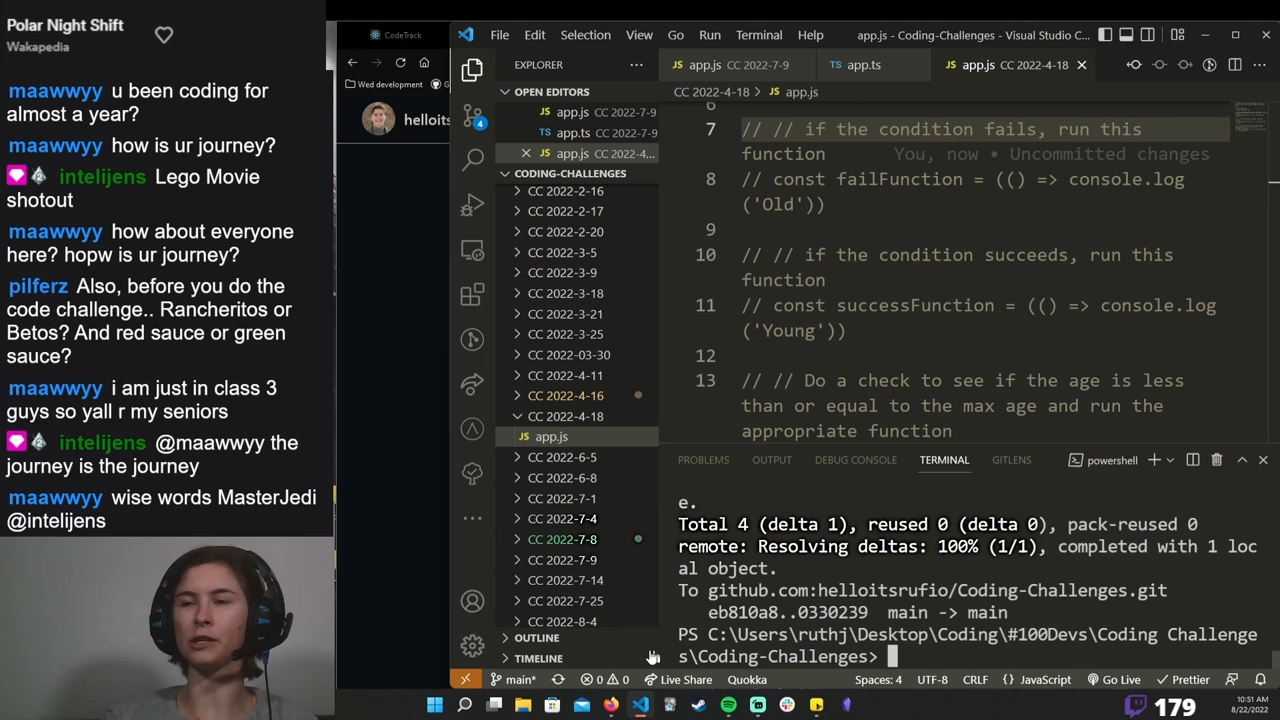 Polar Night Shift
Wakapedia
maawwyy u been coding for
almost a year?
maawwyy how is ur journey?
intelijens Lego Movie
shotout
maawwyy how about everyone
here? hopw is ur journey?
pilferz Also, before you do the
code challenge.. Rancheritos or
Betos? And red sauce or green
sauce?
maawwyy i am just in class 3
guys so yall r my seniors
intelijens @maawwyy the
journey is the journey
maawwyy wise words MasterJedi
@intelijens
CodeTrack
Wed development
helloits
File Edit Selection View Go Run Terminal Help
app.js - Coding-Challenges - Visual Studio C...
EXPLORER
OPEN EDITORS
app.js CC 2022-7-9
app.ts CC 2022-7-9
app.js CC 2022-4...
CODING-CHALLENGES
CC 2022-2-16
CC 2022-2-17
CC 2022-2-20
CC 2022-3-5
CC 2022-3-9
CC 2022-3-18
CC 2022-3-21
CC 2022-3-25
CC 2022-03-30
CC 2022-4-11
CC 2022-4-16
CC 2022-4-18
app.js
CC 2022-6-5
CC 2022-6-8
CC 2022-7-1
CC 2022-7-4
CC 2022-7-8
CC 2022-7-9
CC 2022-7-14
CC 2022-7-25
CC 2022-8-4
OUTLINE
TIMELINE
4
app.js CC 2022-7-9
app.ts
app.js CC 2022-4-18
CC 2022-4-18 > app.js
6
7 // // if the condition fails, run this
function You, now • Uncommitted changes
8 // const failFunction = (() => console.log
('Old'))
9
10 // // if the condition succeeds, run this
function
11 // const successFunction = (() => console.log
('Young'))
12
13 // // Do a check to see if the age is less
than or equal to the max age and run the
appropriate function
PROBLEMS OUTPUT DEBUG CONSOLE TERMINAL GITLENS
powershell
e.
Total 4 (delta 1), reused 0 (delta 0), pack-reused 0
remote: Resolving deltas: 100% (1/1), completed with 1 loc
al object.
To github.com:helloitsrufio/Coding-Challenges.git
eb810a8..0330239 main -> main
PS C:\Users\ruthj\Desktop\Coding\#100Devs\Coding Challenge
s\Coding-Challenges>
main* 0 0 Live Share Quokka Spaces: 4 UTF-8 CRLF JavaScript Go Live Prettier
179
10:51 AM
8/22/2022